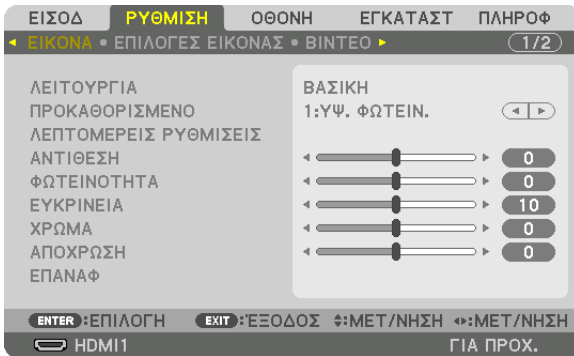 ΕΙΣΟΔ ΡΥΘΜΙΣΗ ΟΘΟΝΗ ΕΓΚΑΤΑΣΤ ΠΛΗΡΟΦ
ΕΙΚΟΝΑ • ΕΠΙΛΟΓΕΣ ΕΙΚΟΝΑΣ • ΒΙΝΤΕΟ 1/2
ΛΕΙΤΟΥΡΓΙΑ ΒΑΣΙΚΗ
ΠΡΟΚΑΘΟΡΙΣΜΕΝΟ 1:ΥΨ. ΦΩΤΕΙΝ.
ΛΕΠΤΟΜΕΡΕΙΣ ΡΥΘΜΙΣΕΙΣ
ΑΝΤΙΘΕΣΗ 0
ΦΩΤΕΙΝΟΤΗΤΑ 0
ΕΥΚΡΙΝΕΙΑ 10
ΧΡΩΜΑ 0
ΑΠΟΧΡΩΣΗ 0
ΕΠΑΝΑΦ
ENTER :ΕΠΙΛΟΓΗ EXIT :ΈΞΟΔΟΣ :ΜΕΤ/ΝΗΣΗ :ΜΕΤ/ΝΗΣΗ
HDMI1 ΓΙΑ ΠΡΟΧ.